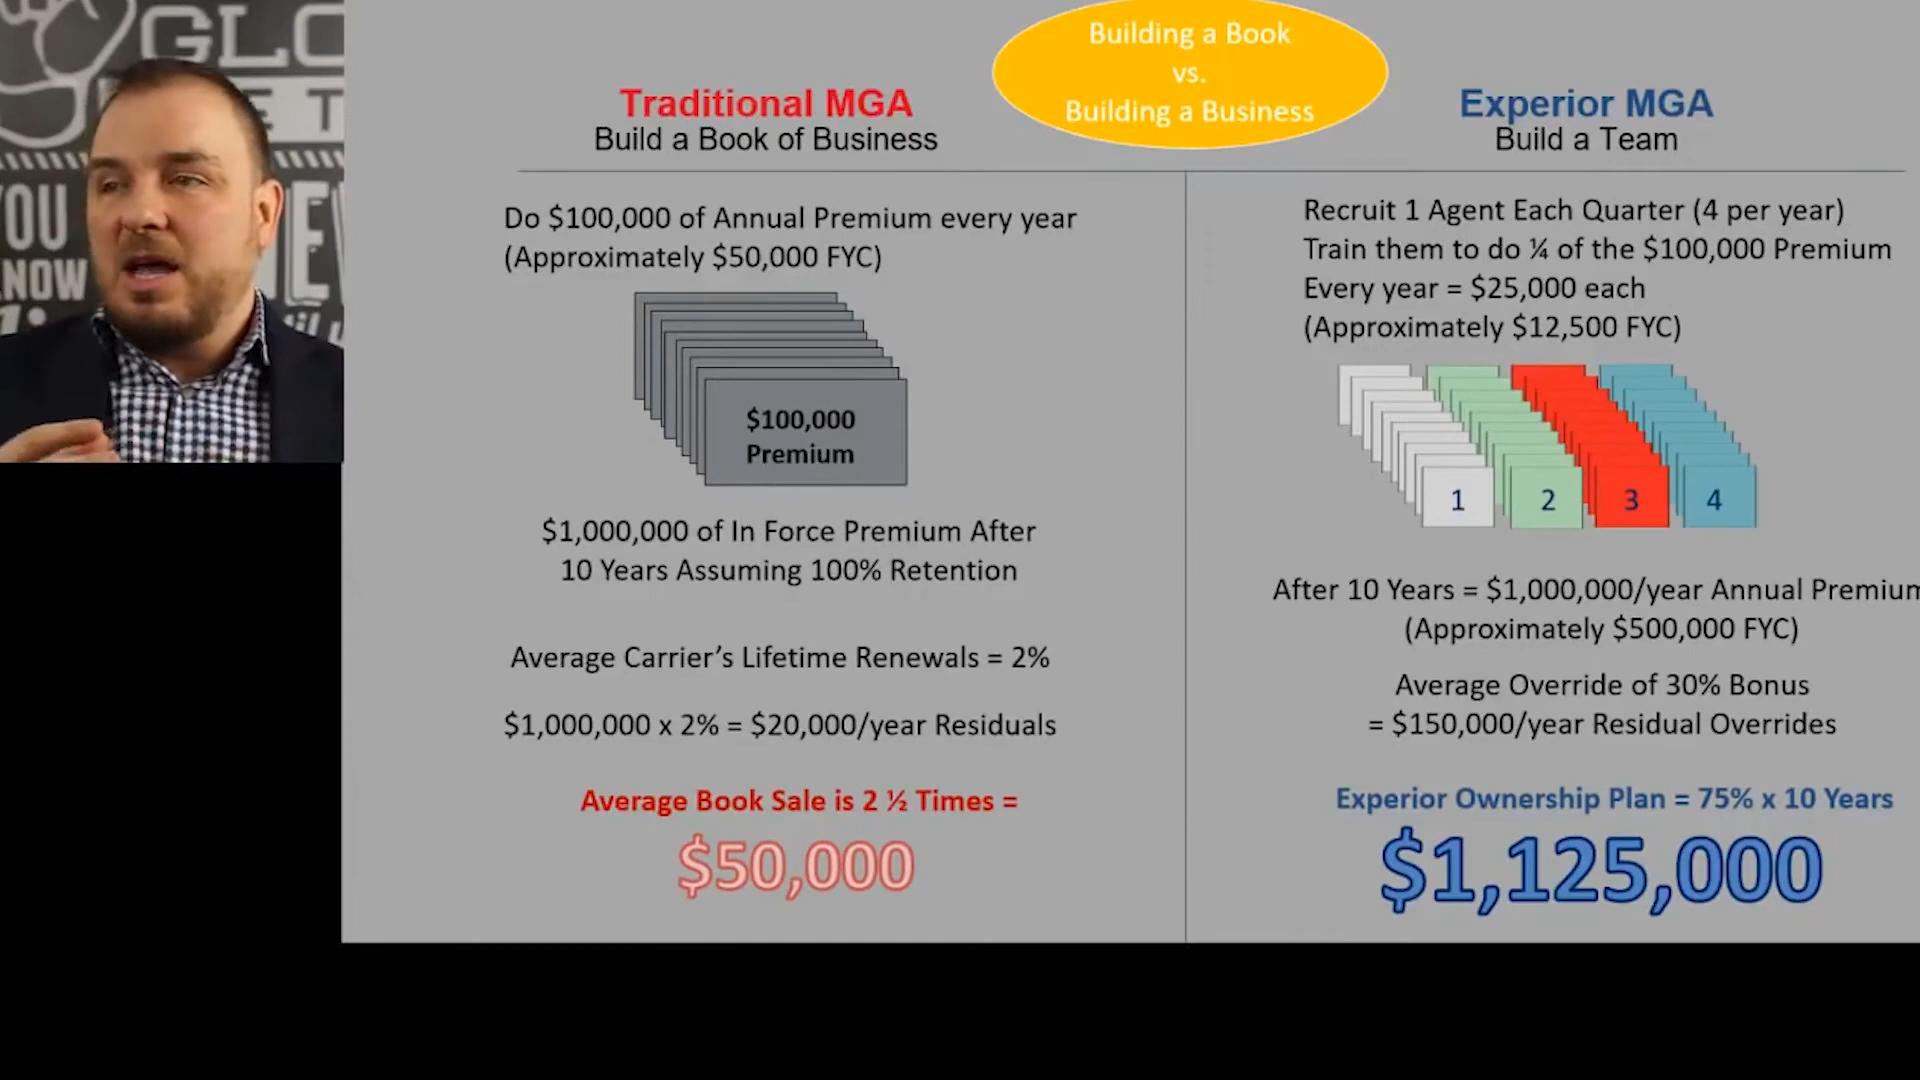 GLO
E T
YOU
KNOW
Building a Book
vs.
Building a Business
Traditional MGA
Build a Book of Business
Do $100,000 of Annual Premium every year
(Approximately $50,000 FYC)
$100,000
Premium
$1,000,000 of In Force Premium After
10 Years Assuming 100% Retention
Average Carrier’s Lifetime Renewals = 2%
$1,000,000 x 2% = $20,000/year Residuals
Average Book Sale is 2 ½ Times =
$50,000
Experior MGA
Build a Team
Recruit 1 Agent Each Quarter (4 per year)
Train them to do ¼ of the $100,000 Premium
Every year = $25,000 each
(Approximately $12,500 FYC)
1 2 3 4
After 10 Years = $1,000,000/year Annual Premium
(Approximately $500,000 FYC)
Average Override of 30% Bonus
= $150,000/year Residual Overrides
Experior Ownership Plan = 75% x 10 Years
$1,125,000